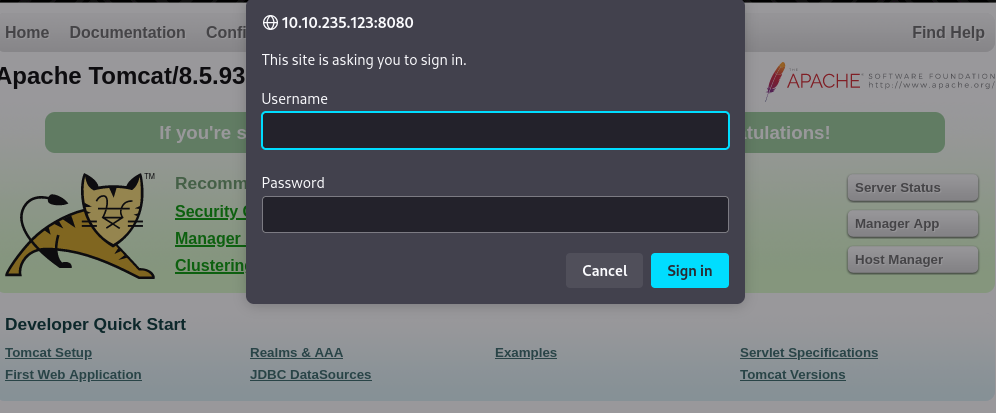 10.10.235.123:8080
Home Documentation Confi Find Help
This site is asking you to sign in.
Apache Tomcat/8.5.93
THE APACHE SOFTWARE FOUNDATION
http://www.apache.org/
Username
If you're s tulations!
Password
TM
Recomm
Security
Manager
Clustering
Server Status
Manager App
Host Manager
Cancel Sign in
Developer Quick Start
Tomcat Setup Realms & AAA Examples Servlet Specifications
First Web Application JDBC DataSources Tomcat Versions